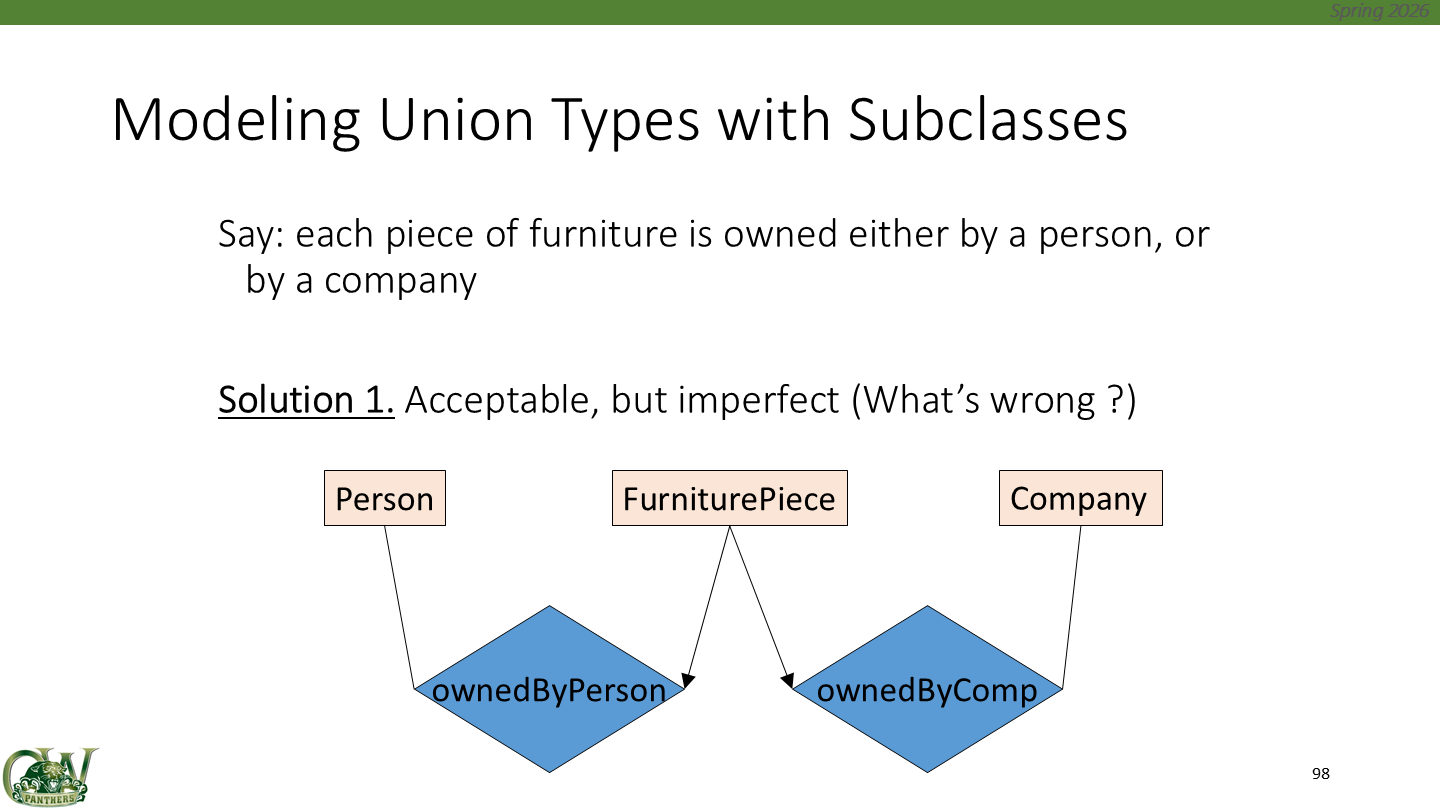 Spring 2026
Modeling Union Types with Subclasses
Say: each piece of furniture is owned either by a person, or
by a company
Solution 1. Acceptable, but imperfect (What’s wrong ?)
Person
FurniturePiece
Company
ownedByPerson
ownedByComp
OW
PANTHERS
98